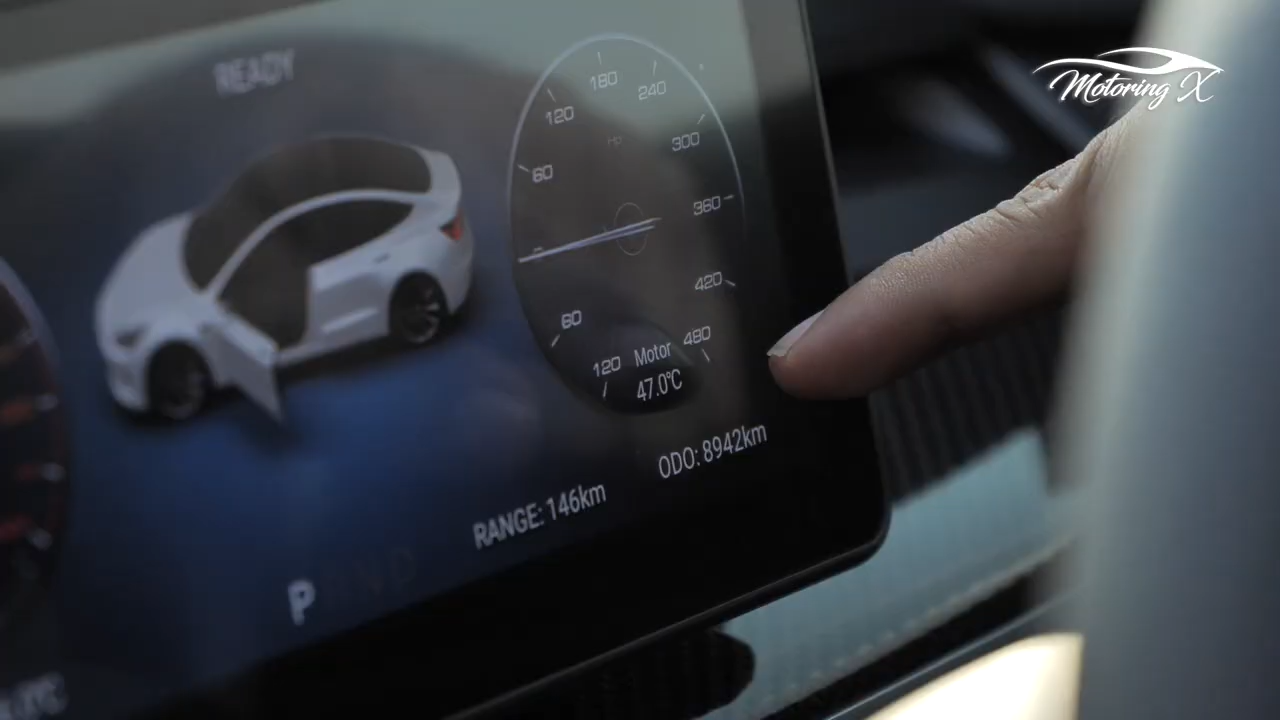 Motoring X
READY
180
240
120
Hp
300
60
360
420
60
480
120
Motor
47.0°C
ODO: 8942km
RANGE: 146km
P